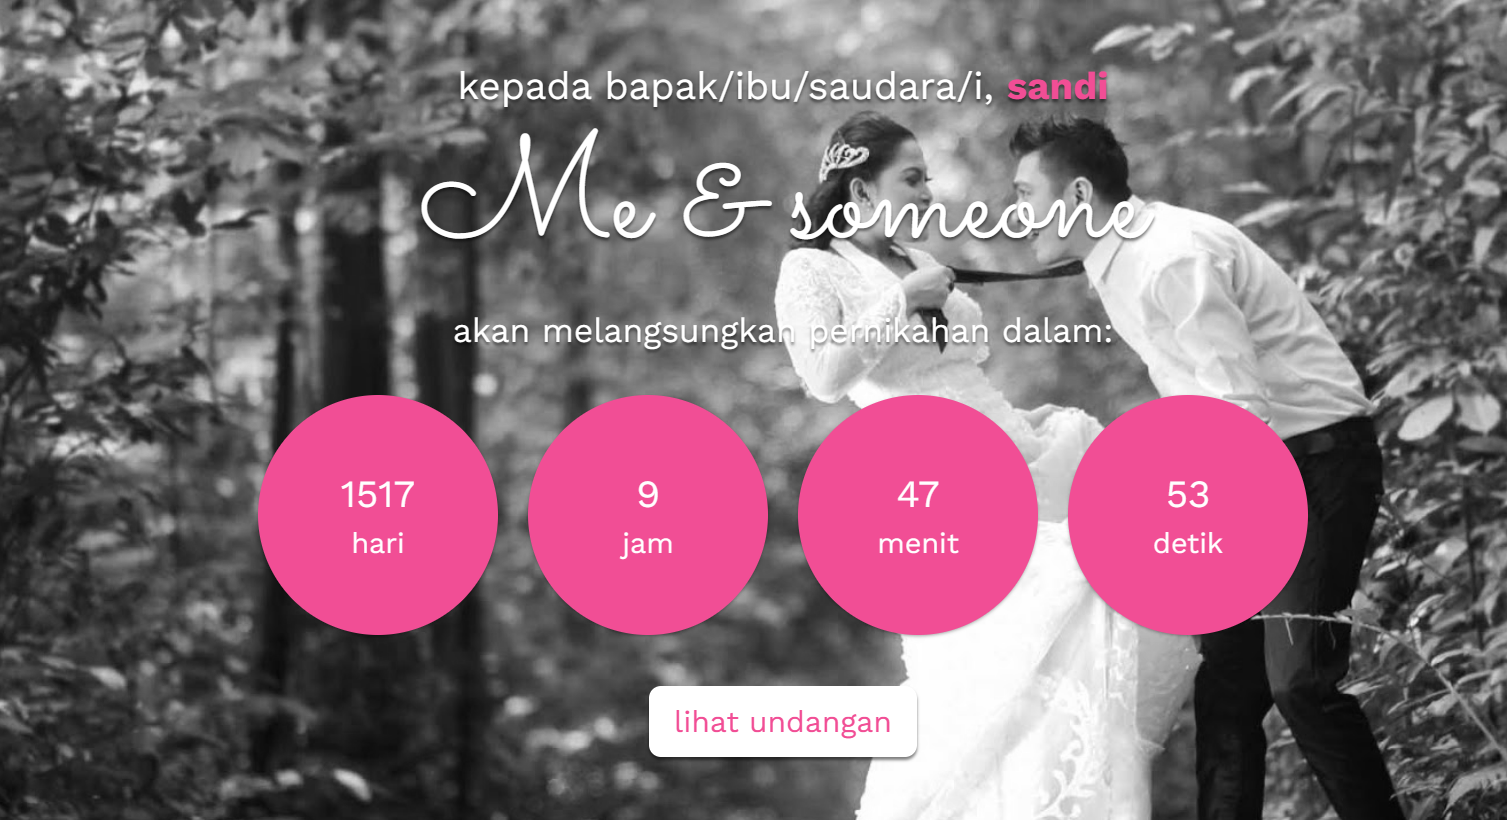 kepada bapak/ibu/saudara/i, sandi
Me & someone
akan melangsungkan pernikahan dalam:
1517
hari
9
jam
47
menit
53
detik
lihat undangan